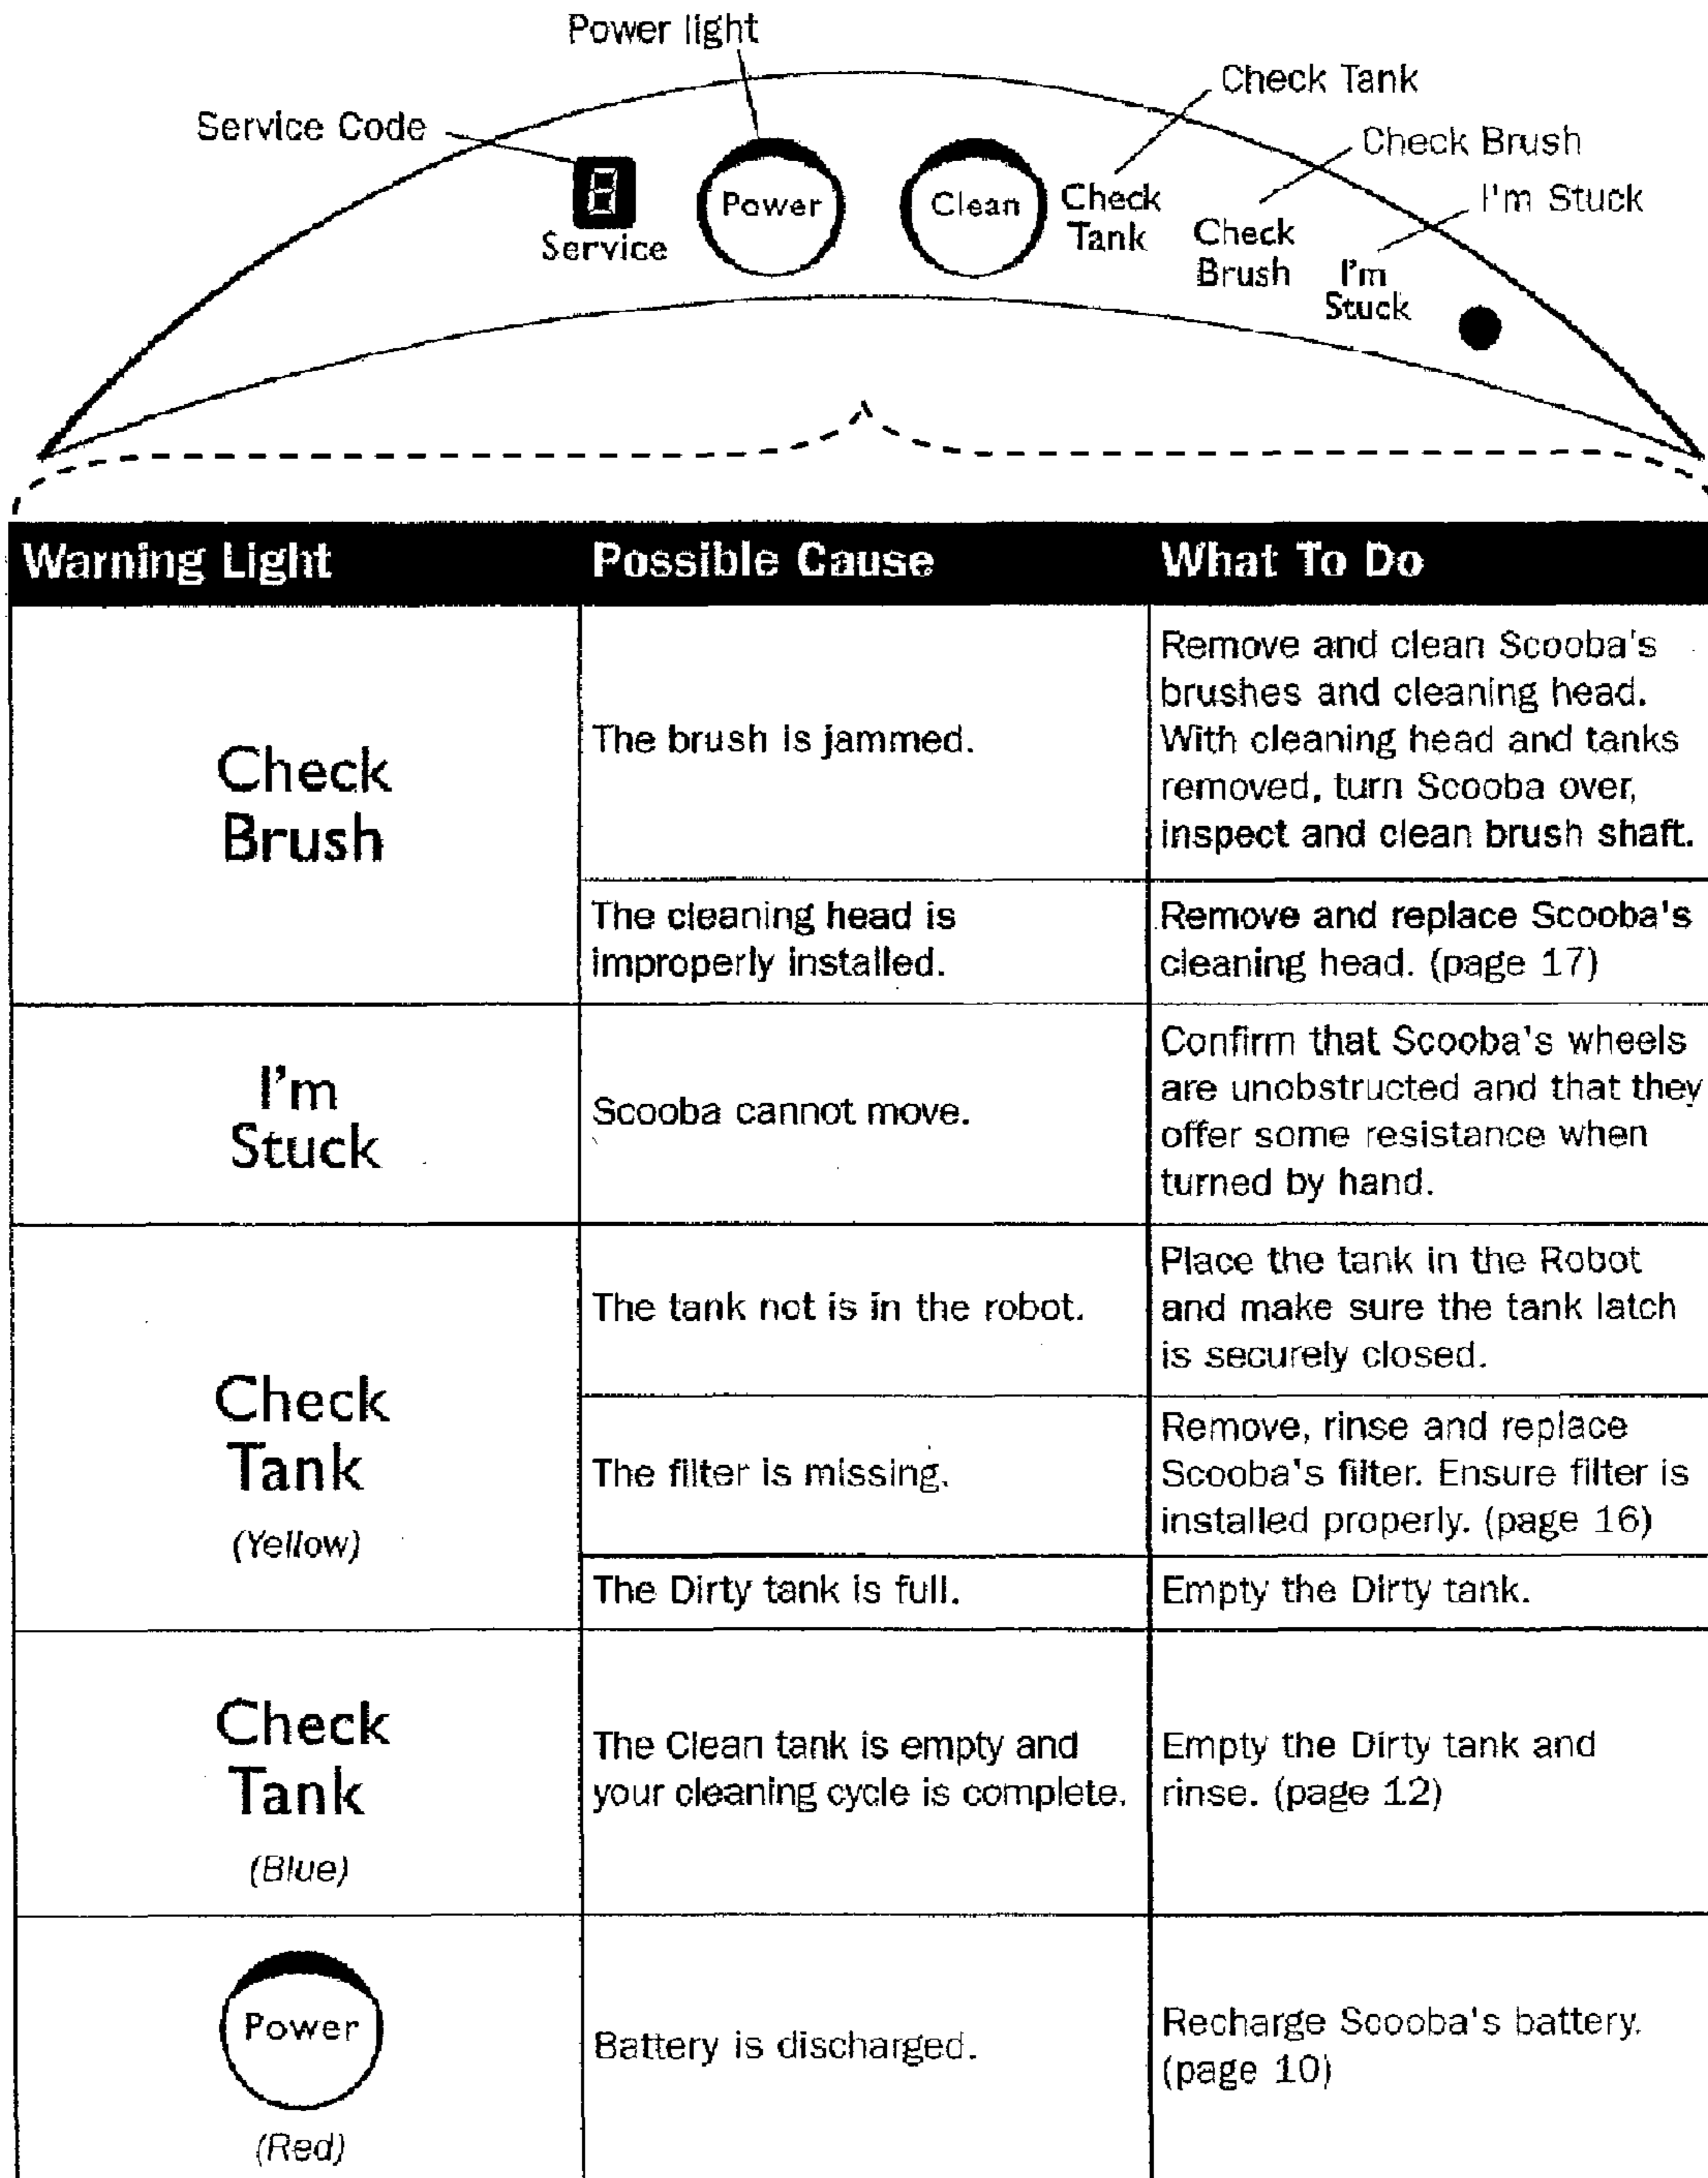 Power light
Check Tank
Service Code
Check Brush
I'm Stuck
8
Service
Power
Clean
Check
Tank
Check
Brush
I'm
Stuck
Warning Light
Possible Cause
What To Do
Check
Brush
The brush is jammed.
Remove and clean Scooba's
brushes and cleaning head.
With cleaning head and tanks
removed, turn Scooba over,
inspect and clean brush shaft.
The cleaning head is
improperly installed.
Remove and replace Scooba's
cleaning head. (page 17)
I'm
Stuck
Scooba cannot move.
Confirm that Scooba's wheels
are unobstructed and that they
offer some resistance when
turned by hand.
Check
Tank
(Yellow)
The tank not is in the robot.
Place the tank in the Robot
and make sure the tank latch
is securely closed.
The filter is missing.
Remove, rinse and replace
Scooba's filter. Ensure filter is
installed properly. (page 16)
The Dirty tank is full.
Empty the Dirty tank.
Check
Tank
(Blue)
The Clean tank is empty and
your cleaning cycle is complete.
Empty the Dirty tank and
rinse. (page 12)
Power
(Red)
Battery is discharged.
Recharge Scooba's battery.
(page 10)